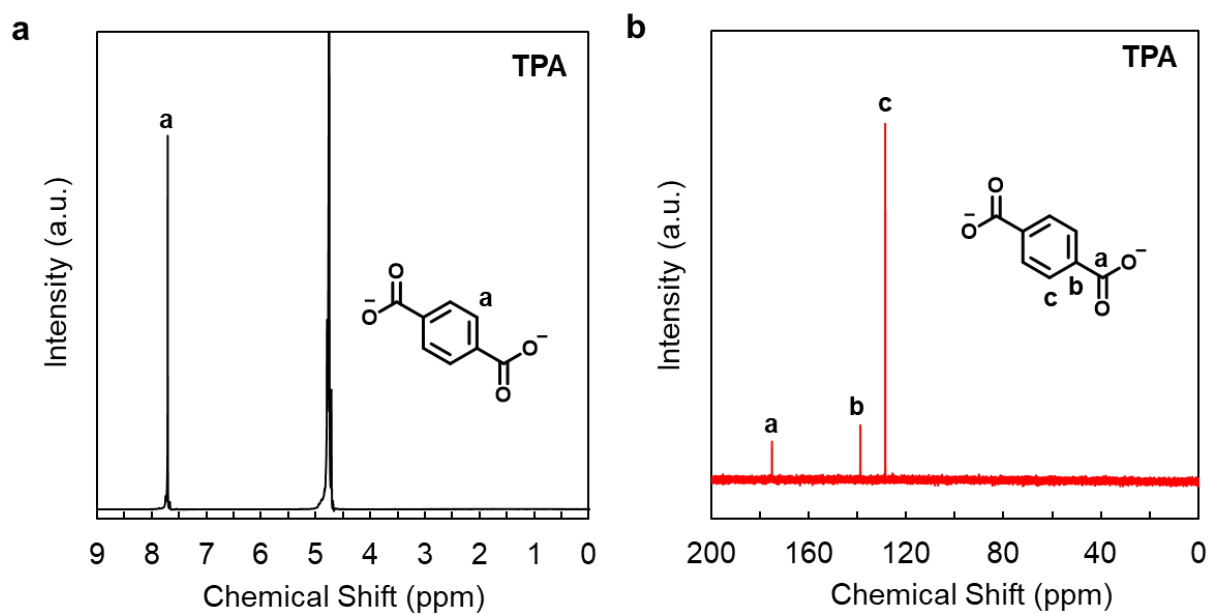 a
TPA
a
Intensity (a.u.)
O
−
O
a
O
−
O
9 8 7 6 5 4 3 2 1 0
Chemical Shift (ppm)
b
TPA
c
Intensity (a.u.)
O
−
O
a
O
−
c
b
O
a
b
200 160 120 80 40 0
Chemical Shift (ppm)